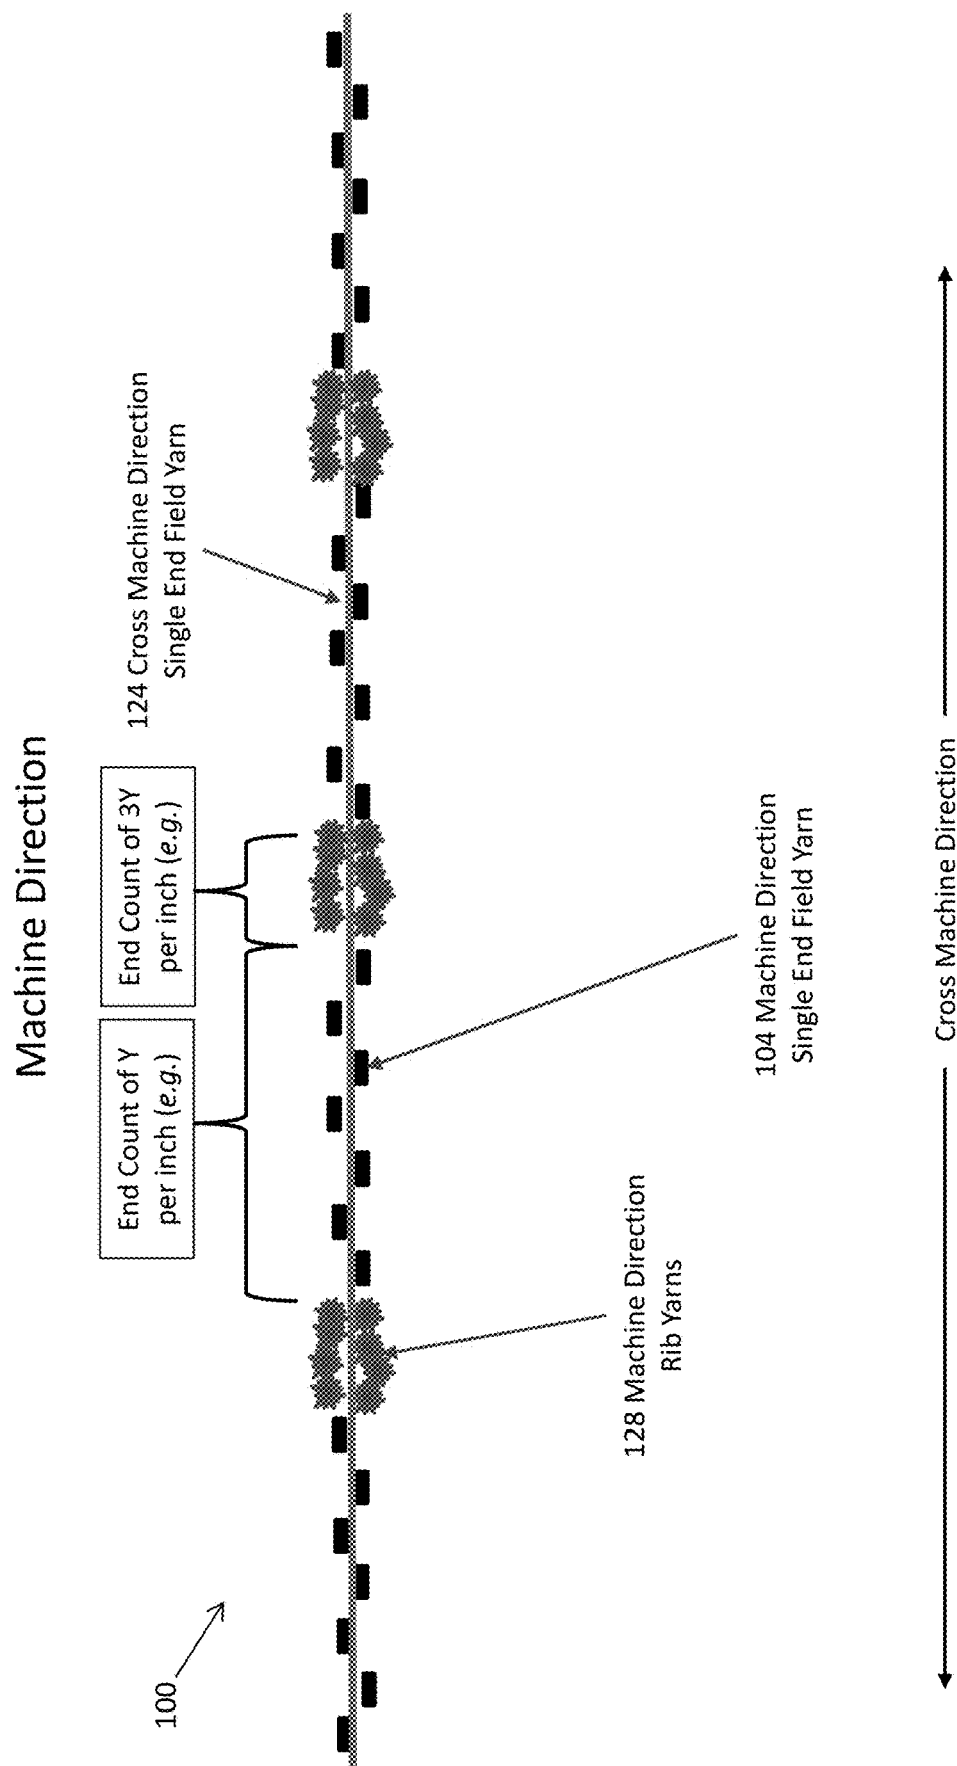 Machine Direction
End Count of Y
per inch (e.g.)
End Count of 3Y
per inch (e.g.)
124 Cross Machine Direction
Single End Field Yarn
100
128 Machine Direction
Rib Yarns
104 Machine Direction
Single End Field Yarn
Cross Machine Direction